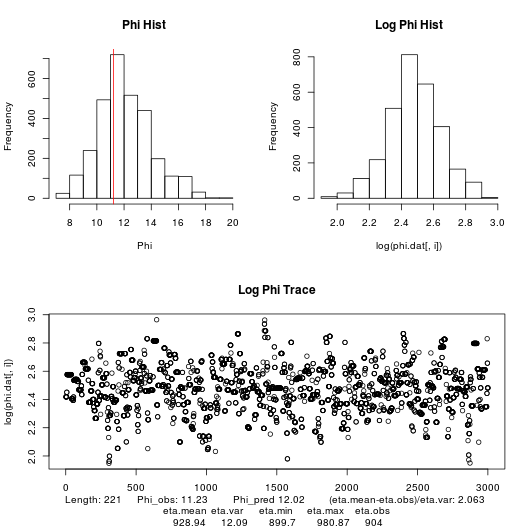 Phi Hist
Log Phi Hist
Frequency
0
200
400
600
8 10 12 14 16 18 20
Phi
Frequency
0
200
400
600
800
2.0 2.2 2.4 2.6 2.8 3.0
log(phi.dat[, i])
Log Phi Trace
log(phi.dat[, i])
2.0
2.2
2.4
2.6
2.8
3.0
0 500 1000 1500 2000 2500 3000
Length: 221 Phi_obs: 11.23 Phi_pred 12.02 (eta.mean-eta.obs)/eta.var: 2.063
eta.mean eta.var eta.min eta.max eta.obs
928.94 12.09 899.7 980.87 904